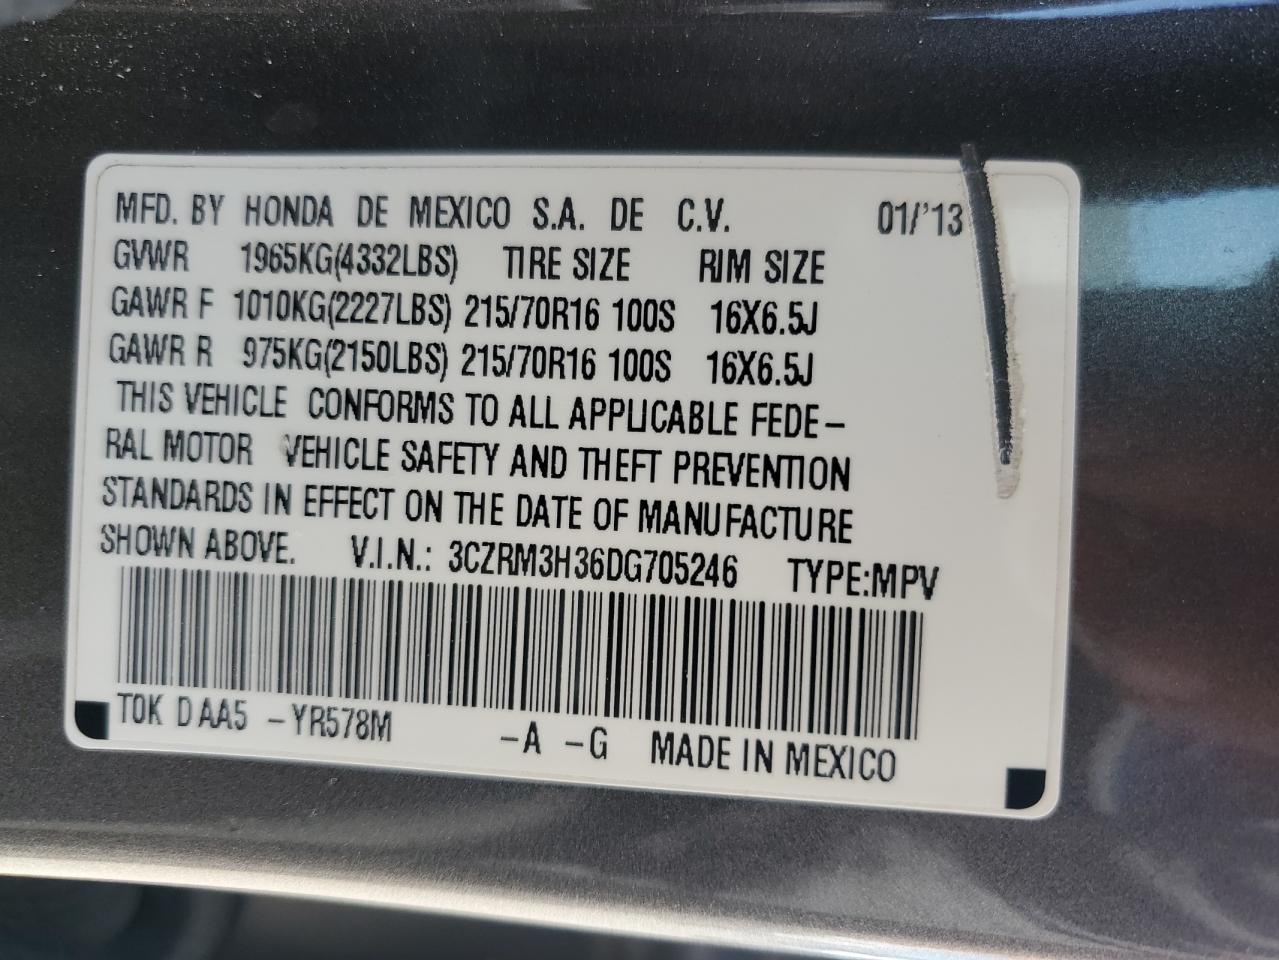 MFD. BY HONDA DE MEXICO S.A. DE C.V. 01/'13
GVWR 1965KG(4332LBS) TIRE SIZE RIM SIZE
GAWR F 1010KG(2227LBS) 215/70R16 100S 16X6.5J
GAWR R 975KG(2150LBS) 215/70R16 100S 16X6.5J
THIS VEHICLE CONFORMS TO ALL APPLICABLE FEDE-
RAL MOTOR VEHICLE SAFETY AND THEFT PREVENTION
STANDARDS IN EFFECT ON THE DATE OF MANUFACTURE
SHOWN ABOVE. V.I.N.: 3CZRM3H36DG705246 TYPE:MPV
T0K D AA5 -YR578M -A -G MADE IN MEXICO